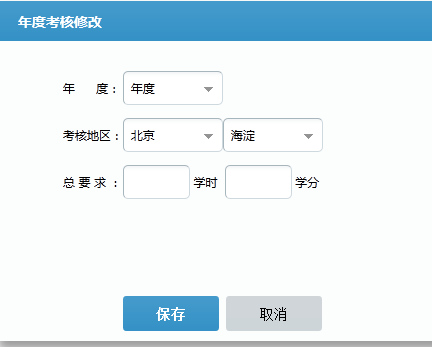 年度考核修改
年 度： 年度
考核地区： 北京 海淀
总 要 求 ： 学时 学分
保存 取消